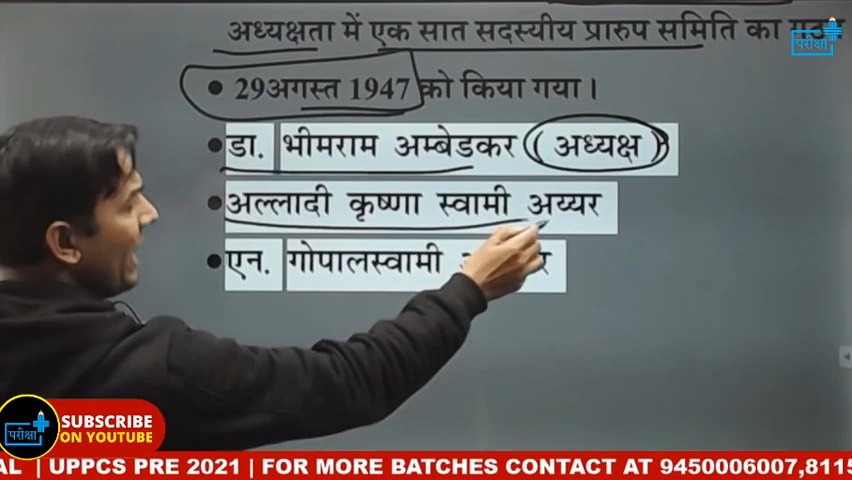 अध्यक्षता में एक सात सदस्यीय प्रारुप समिति का गठन
परीक्षा
• 29अगस्त 1947 को किया गया।
• डा. भीमराम अम्बेडकर (अध्यक्ष)
• अल्लादी कृष्णा स्वामी अय्यर
• एन. गोपालस्वामी
परीक्षा
SUBSCRIBE
ON YOUTUBE
AL | UPPCS PRE 2021 | FOR MORE BATCHES CONTACT AT 9450006007,8115